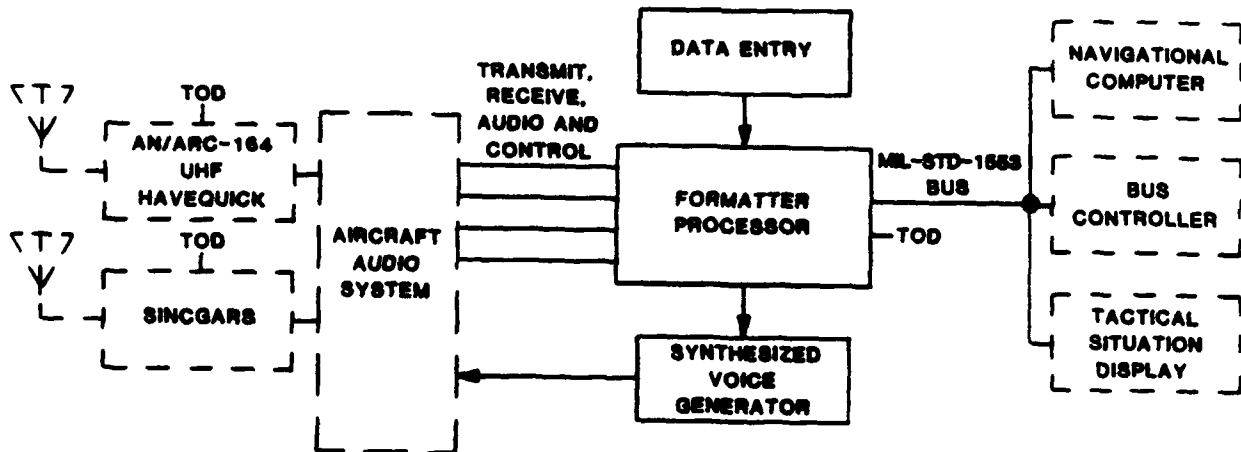 DATA ENTRY
NAVIGATIONAL
COMPUTER
TRANSMIT,
RECEIVE,
AUDIO AND
CONTROL
TOD
AN/ARC-164
UHF
HAVEQUICK
FORMATTER
PROCESSOR
MIL-STD-1553
BUS
BUS
CONTROLLER
TOD
TOD
AIRCRAFT
AUDIO
SYSTEM
SINCGARS
SYNTHESIZED
VOICE
GENERATOR
TACTICAL
SITUATION
DISPLAY